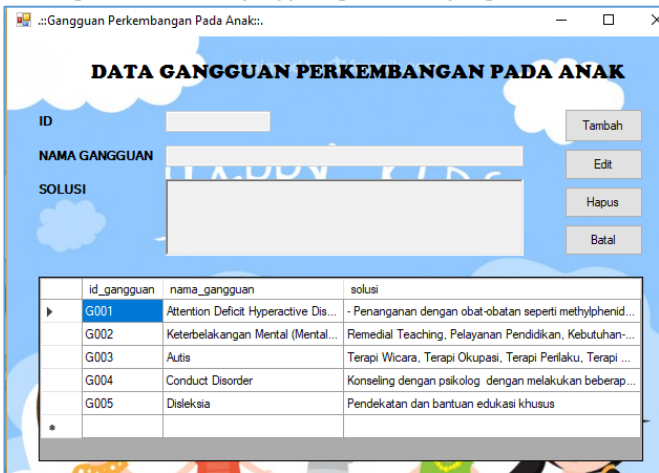 .::Gangguan Perkembangan Pada Anak::.
DATA GANGGUAN PERKEMBANGAN PADA ANAK
ID
Tambah
NAMA GANGGUAN
Edit
SOLUSI
Hapus
Batal
id_gangguan nama_gangguan solusi
G001 Attention Deficit Hyperactive Dis... - Penanganan dengan obat-obatan seperti methylphenid...
G002 Keterbelakangan Mental (Mental... Remedial Teaching, Pelayanan Pendidikan, Kebutuhan-...
G003 Autis Terapi Wicara, Terapi Okupasi, Terapi Perilaku, Terapi ...
G004 Conduct Disorder Konseling dengan psikolog dengan melakukan beberap...
G005 Disleksia Pendekatan dan bantuan edukasi khusus